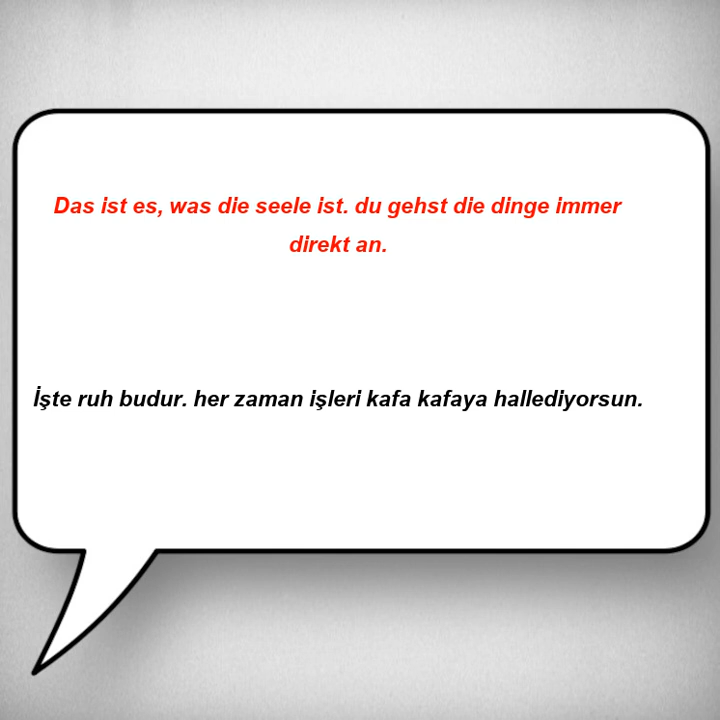 Das ist es, was die seele ist. du gehst die dinge immer
direkt an.
İşte ruh budur. her zaman işleri kafa kafaya hallediyorsun.